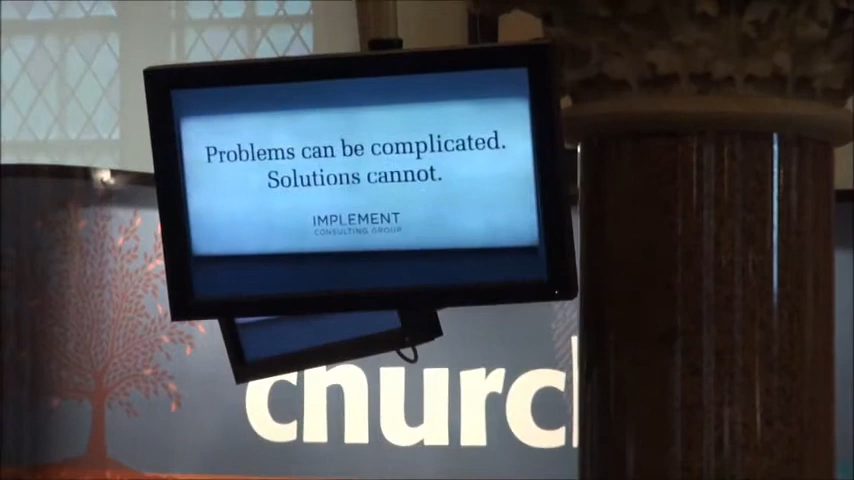 Problems can be complicated.
Solutions cannot.
IMPLEMENT
CONSULTING GROUP
churc